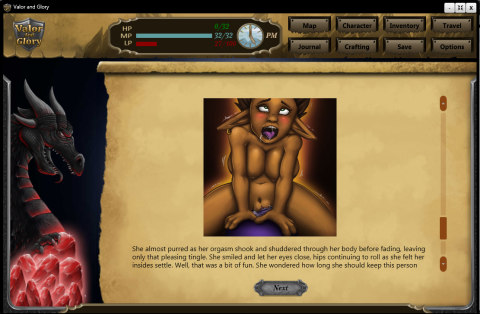 Valor and Glory
Valor
and
Glory
HP
0/32
MP
32/32
LP
PM
Map
Character
Inventory
Travel
Journal
Crafting
Save
Options
She almost purred as her orgasm shook and shuddered through her body before fading, leaving
only that pleasing tingle. She smiled and let her eyes close, hips continuing to roll as she felt her
insides settle. Well, that was a bit of fun. She wondered how long she should keep this person
Next